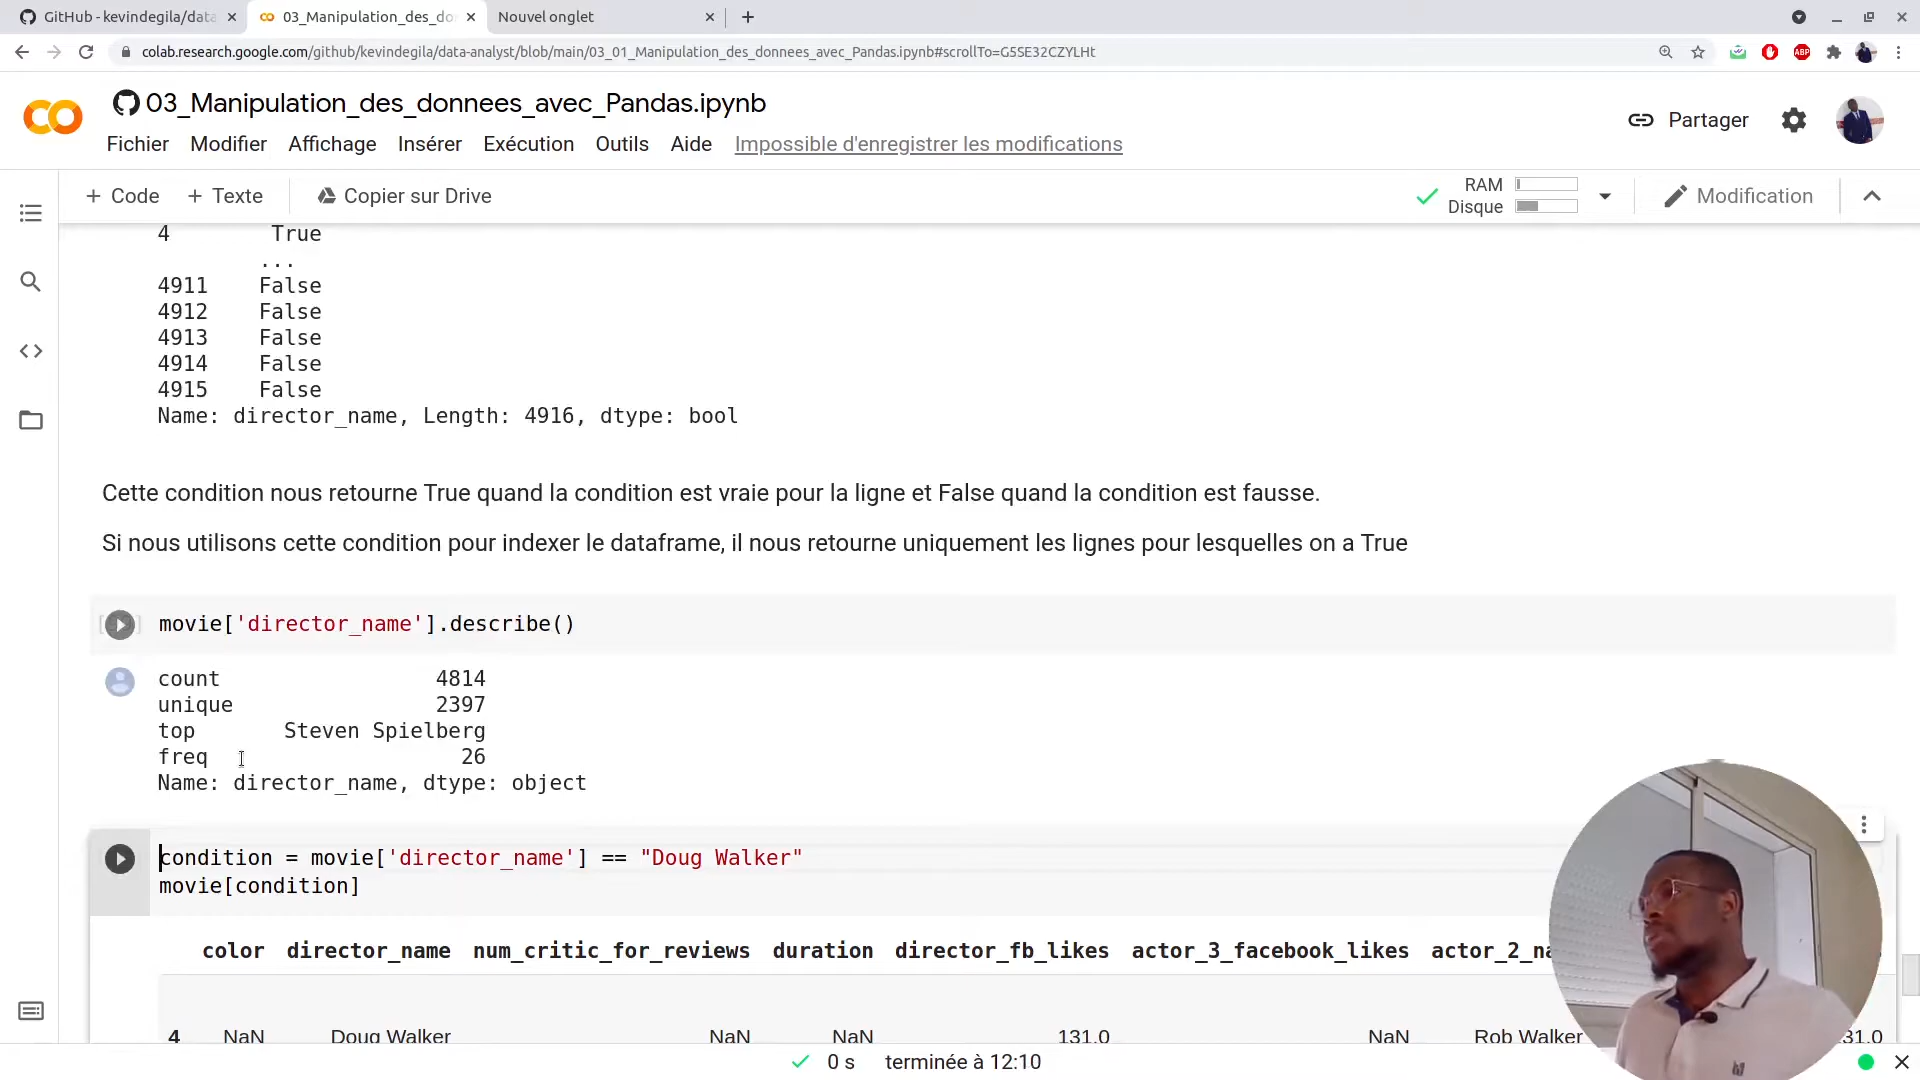 GitHub - kevindegila/data
03_Manipulation_des_do
Nouvel onglet
colab.research.google.com/github/kevindegila/data-analyst/blob/main/03_01_Manipulation_des_donnees_avec_Pandas.ipynb#scrollTo=G5SE32CZYLHt
ABP
03_Manipulation_des_donnees_avec_Pandas.ipynb
Partager
Fichier Modifier Affichage Insérer Exécution Outils Aide Impossible d'enregistrer les modifications
+ Code + Texte Copier sur Drive
RAM
Disque
Modification
4 True
...
4911 False
4912 False
4913 False
4914 False
4915 False
Name: director_name, Length: 4916, dtype: bool
Cette condition nous retourne True quand la condition est vraie pour la ligne et False quand la condition est fausse.
Si nous utilisons cette condition pour indexer le dataframe, il nous retourne uniquement les lignes pour lesquelles on a True
movie['director_name'].describe()
count 4814
unique 2397
top Steven Spielberg
freq 26
Name: director_name, dtype: object
condition = movie['director_name'] == "Doug Walker"
movie[condition]
color director_name num_critic_for_reviews duration director_fb_likes actor_3_facebook_likes actor_2_na
4 NaN Doug Walker NaN NaN 131.0 NaN Rob Walker 31.0
0 s terminée à 12:10